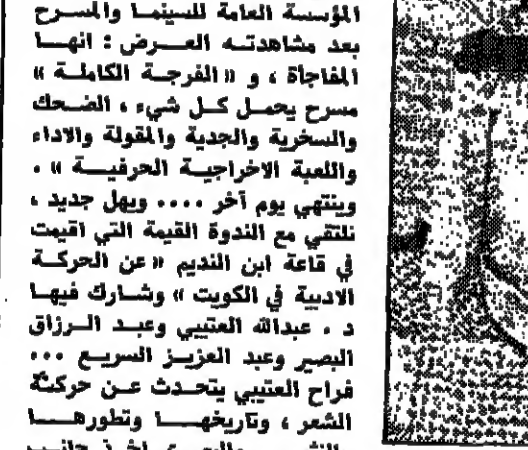 المؤسسة العامة للسينما والمسرح
بعد مشاهدته العرض : انها
المفاجأة ، و « الفرجة الكاملة »
مسرح يحمل كل شيء ، الضحك
والسخرية والجدية والمقولة والاداء
واللعبة الاخراجية الحرفية » .
وينتهي يوم آخر .... ويهل جديد ،
نلتقي مع الندوة القيمة التي اقيمت
في قاعة ابن النديم « عن الحركة
الادبية في الكويت » وشارك فيها
د . عبدالله العتيبي وعبد الرزاق
البصير وعبد العزيز السريع ...
فراح العتيبي يتحدث عن حركة
الشعر ، وتاريخها وتطورها